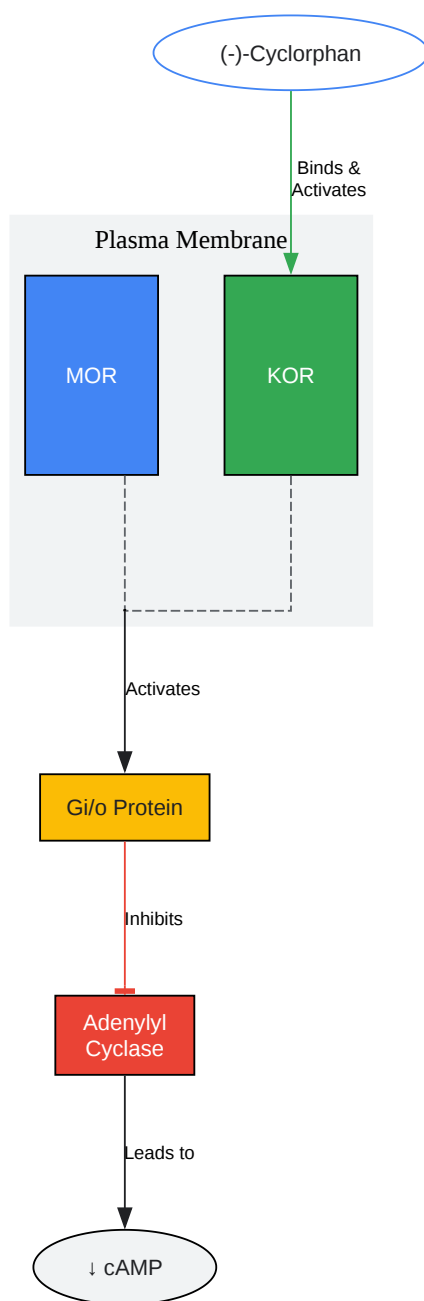 (-)-Cyclorphan
Binds &
Activates
Plasma Membrane
MOR
KOR
Activates
Gi/o Protein
Inhibits
Adenylyl
Cyclase
Leads to
↓ cAMP